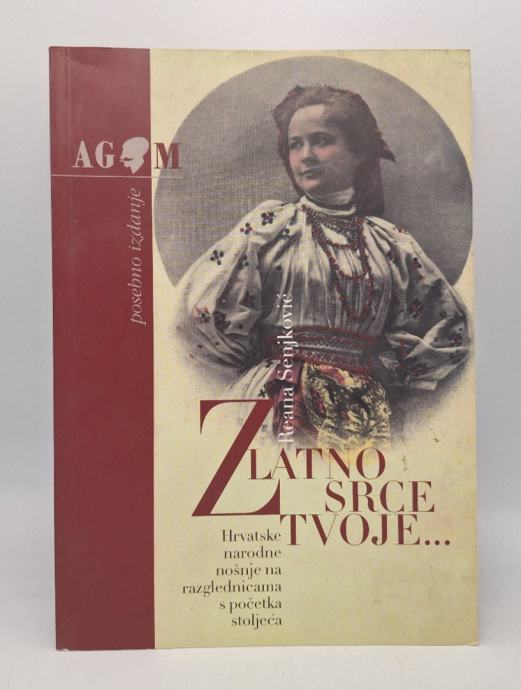 AGM
posebno izdanje
Reana Senjković
ZLATNO
SRCE
TVOJE...
Hrvatske
narodne
nošnje na
razglednicama
s početka
stoljeća